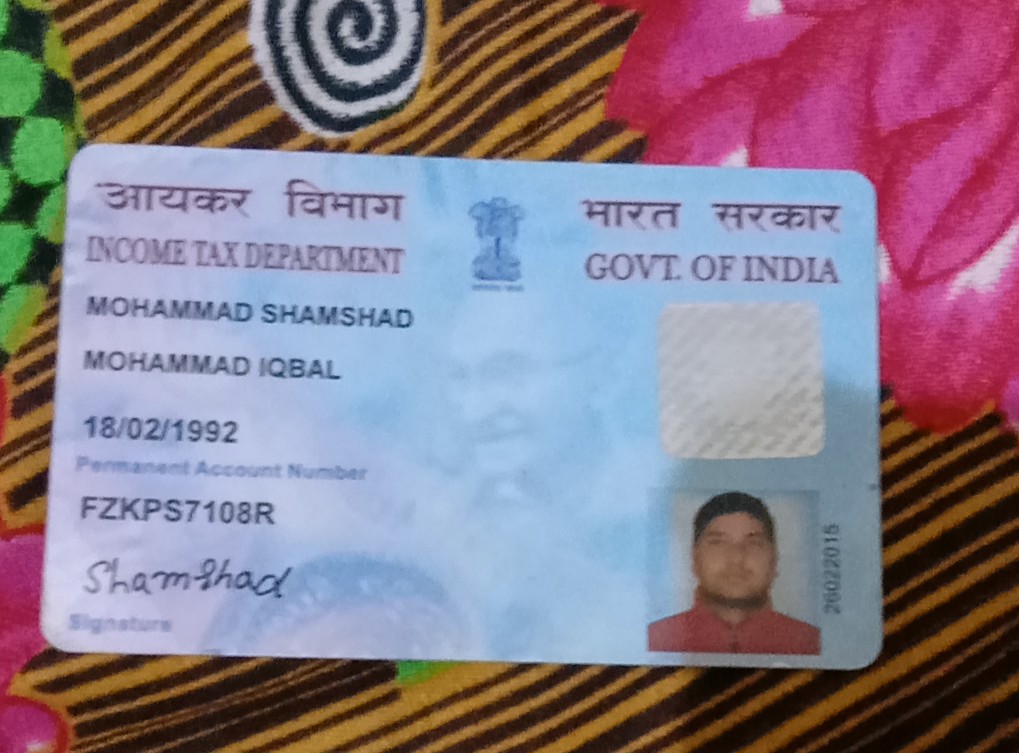 आयकर विभाग
भारत सरकार
INCOME TAX DEPARTMENT
GOVT. OF INDIA
MOHAMMAD SHAMSHAD
MOHAMMAD IQBAL
18/02/1992
Permanent Account Number
FZKPS7108R
Shamshad
Signature
26022015